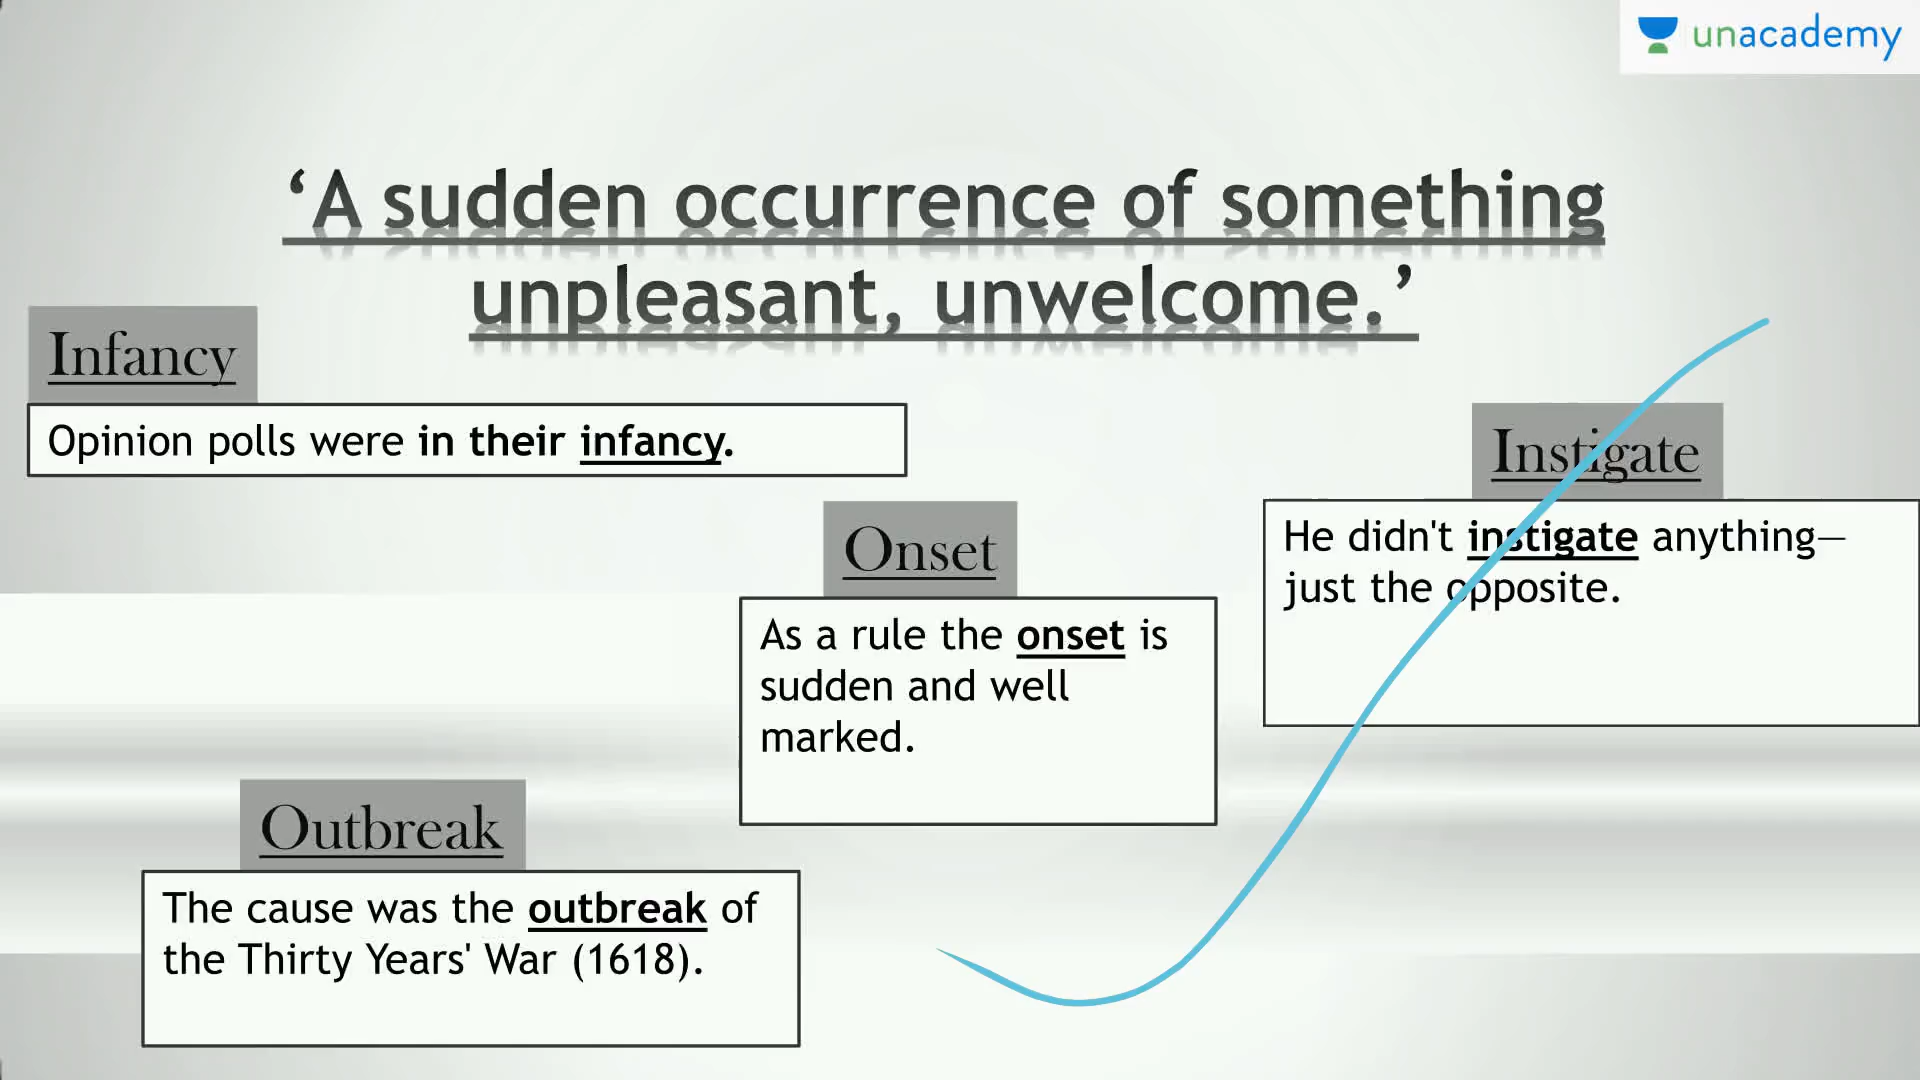 unacademy
‘A sudden occurrence of something
unpleasant, unwelcome.’
Infancy
Opinion polls were in their infancy.
Instigate
He didn't instigate anything—
just the opposite.
Onset
As a rule the onset is
sudden and well
marked.
Outbreak
The cause was the outbreak of
the Thirty Years' War (1618).